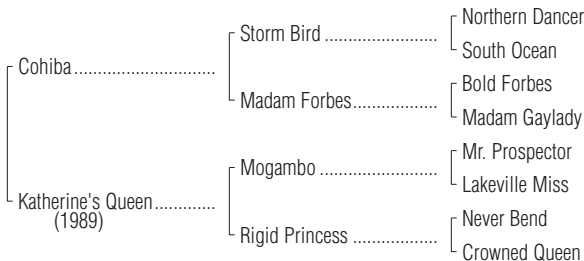 Northern Dancer
Storm Bird ......................
South Ocean
Cohiba ...........................
Bold Forbes
Madam Forbes................
Madam Gaylady
Mr. Prospector
Mogambo ......................
Lakeville Miss
Katherine's Queen............
(1989)
Never Bend
Rigid Princess ................
Crowned Queen